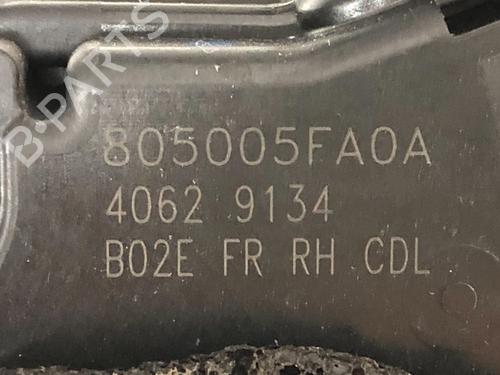 B-PARTS
805005FA0A
4062 9134
B02E FR RH CDL